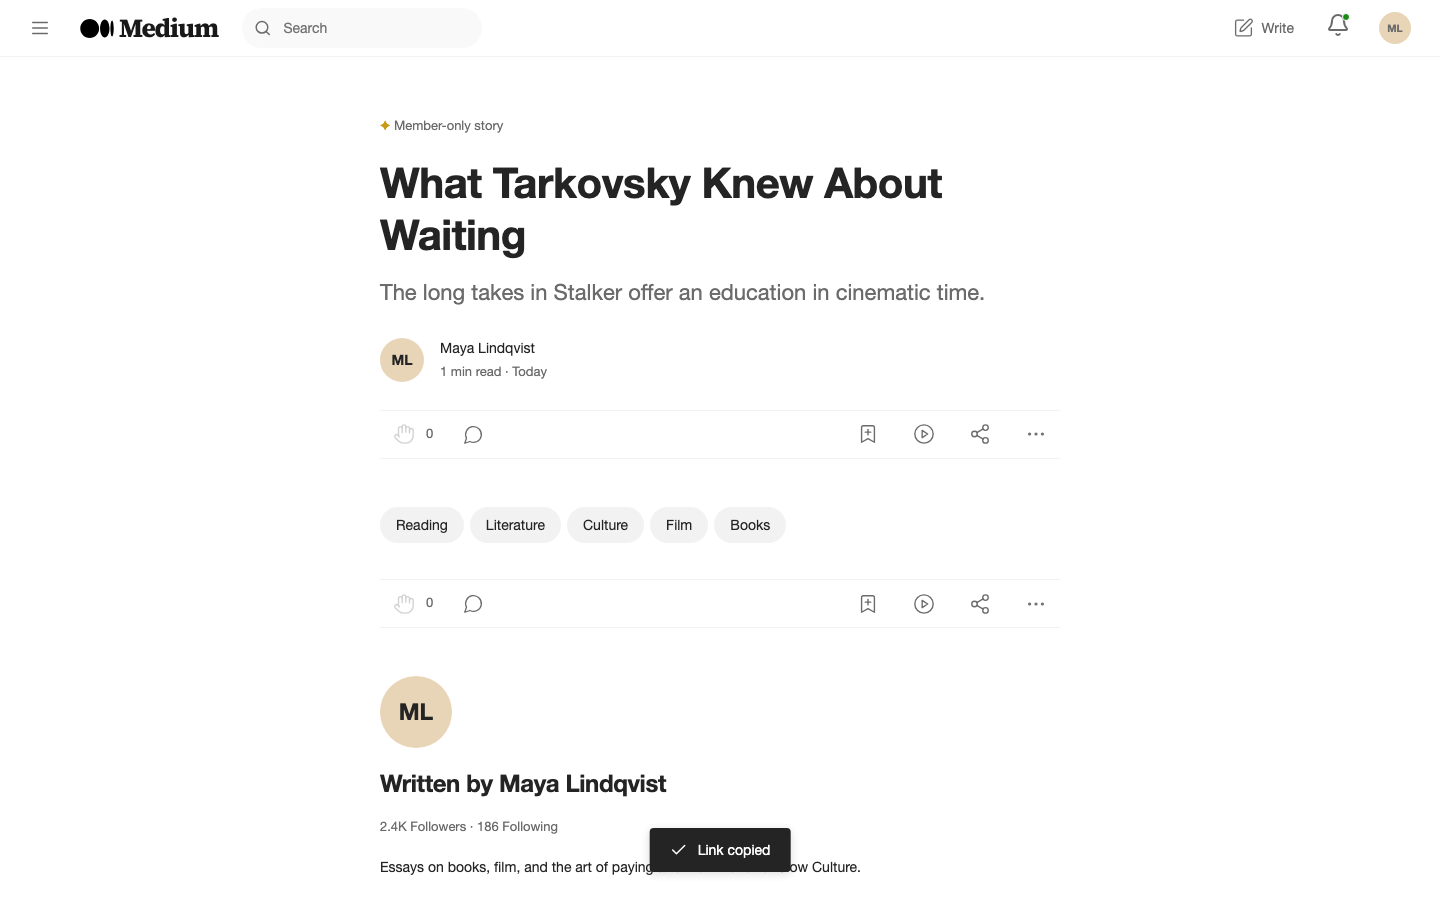 Medium
Search
Write
ML
Member-only story
What Tarkovsky Knew About
Waiting
The long takes in Stalker offer an education in cinematic time.
ML
Maya Lindqvist
1 min read · Today
0
Reading
Literature
Culture
Film
Books
0
ML
Written by Maya Lindqvist
2.4K Followers · 186 Following
Essays on books, film, and the art of paying
Culture.
Link copied